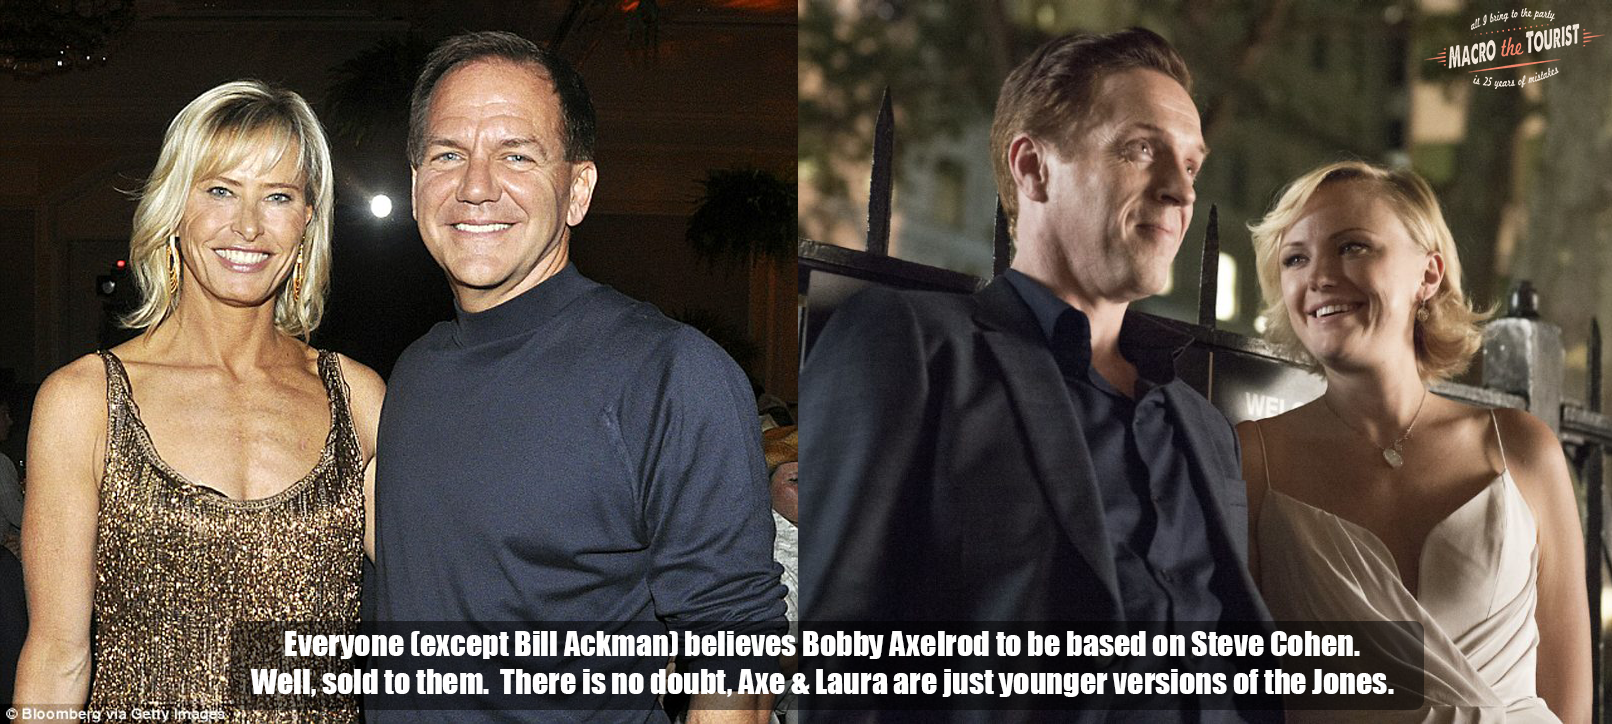 all I bring to the party
MACRO the TOURIST
is 25 years of mistakes
WEL
Everyone (except Bill Ackman) believes Bobby Axelrod to be based on Steve Cohen.
Well, sold to them. There is no doubt, Axe & Laura are just younger versions of the Jones.
© Bloomberg via Getty Images